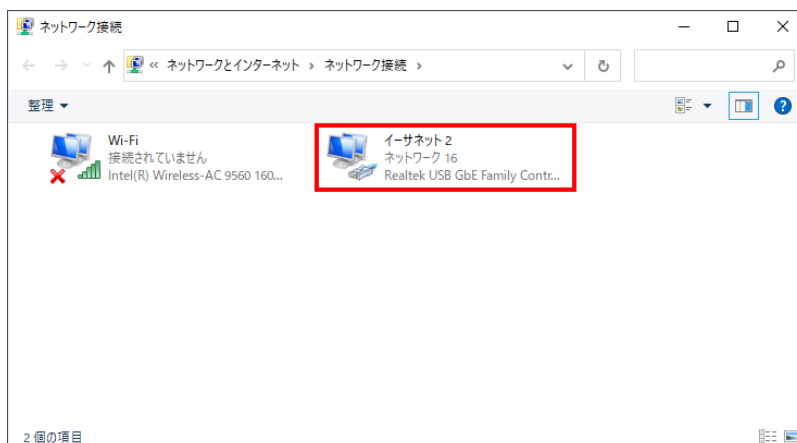 ネットワーク接続
« ネットワークとインターネット › ネットワーク接続 ›
整理 ▼
Wi-Fi
接続されていません
Intel(R) Wireless-AC 9560 160...
イーサネット 2
ネットワーク 16
Realtek USB GbE Family Contr...
2 個の項目